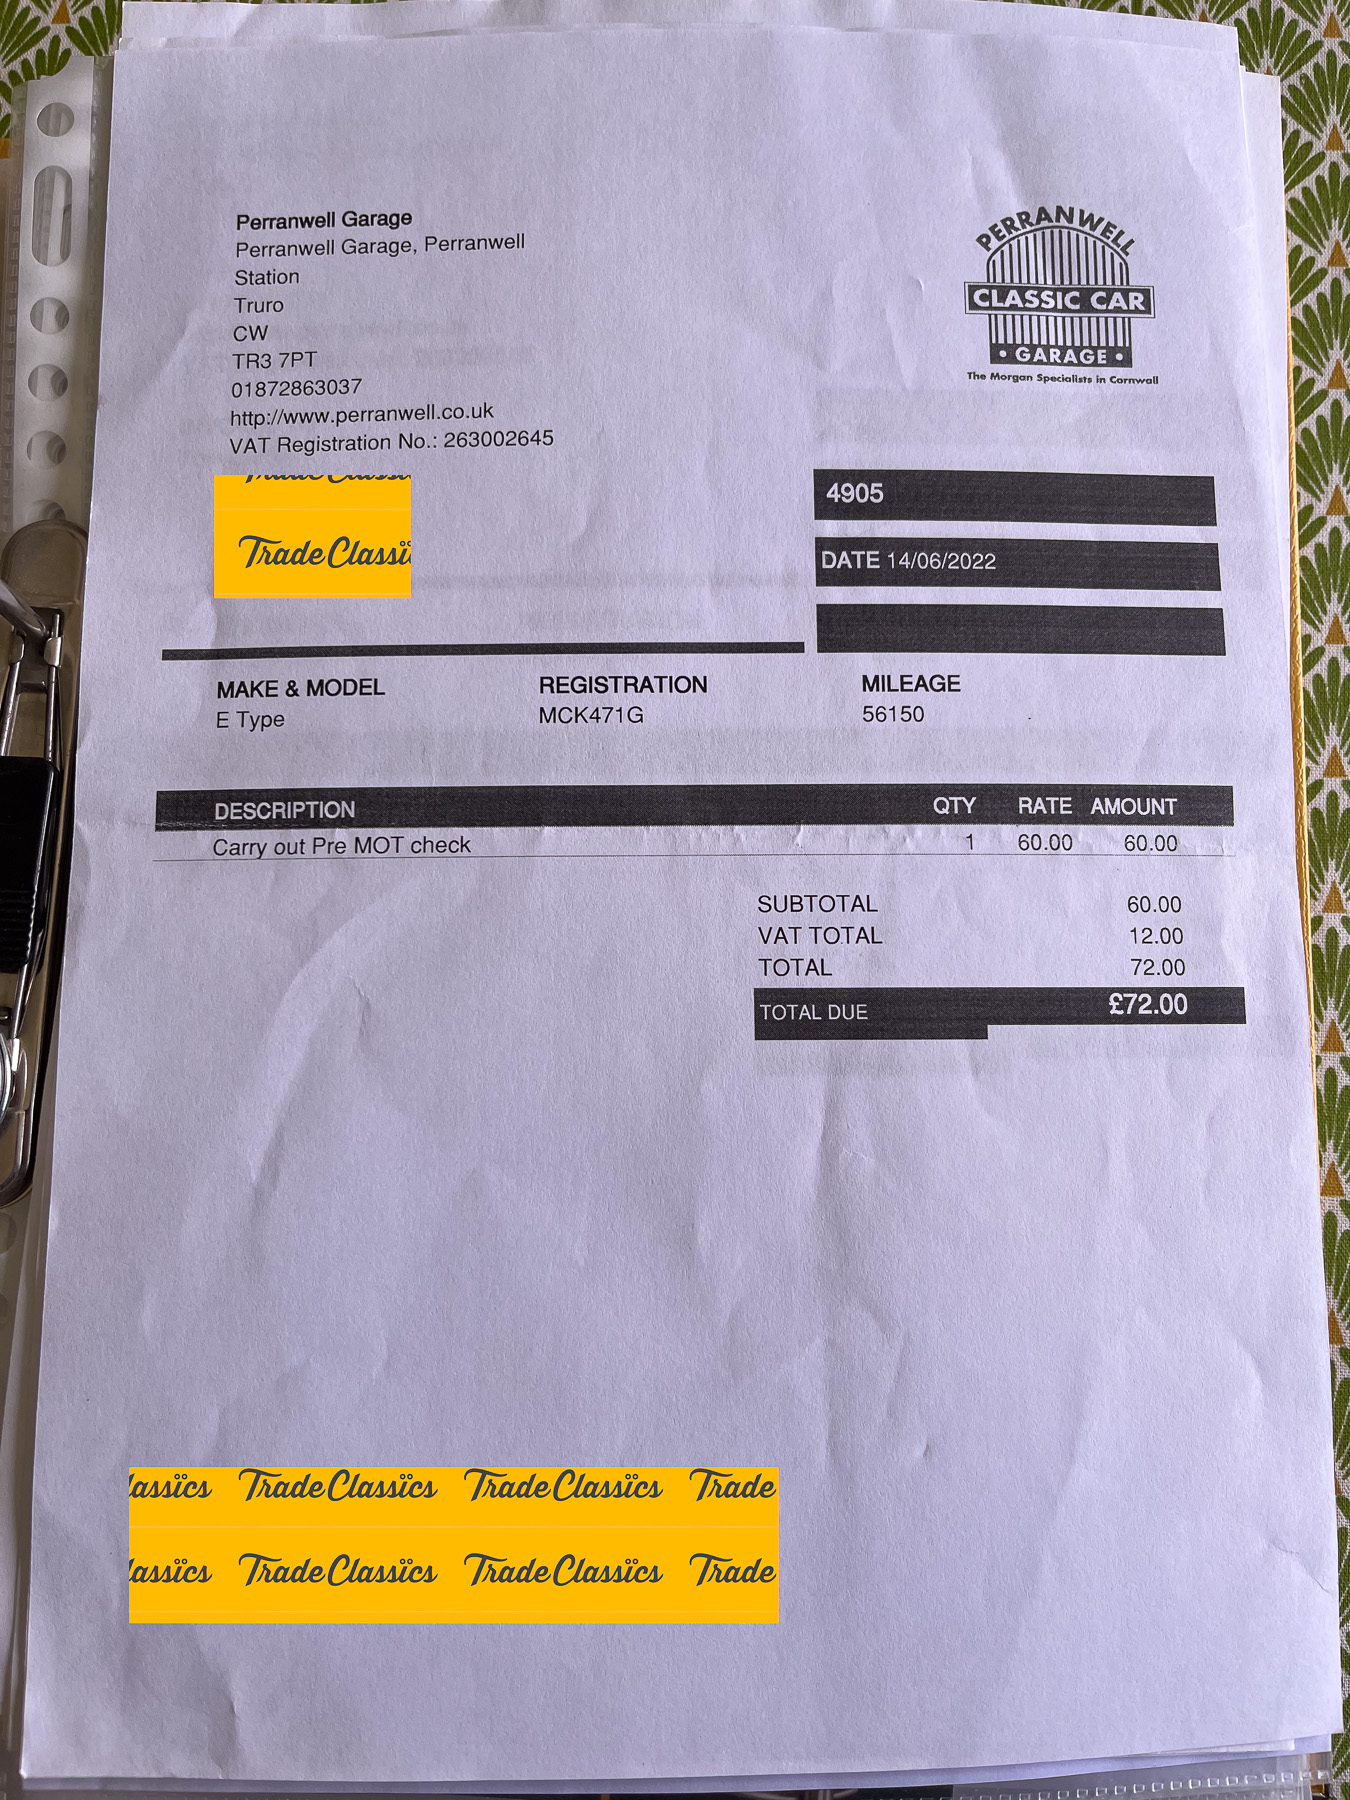 Perranwell Garage
Perranwell Garage, Perranwell
Station
Truro
CW
TR3 7PT
01872863037
http://www.perranwell.co.uk
VAT Registration No.: 263002645
PERRANWELL
CLASSIC CAR
• GARAGE •
The Morgan Specialists in Cornwall
Trade Classi
Trade Classi
4905
DATE 14/06/2022
MAKE & MODEL REGISTRATION MILEAGE
E Type MCK471G 56150
DESCRIPTION QTY RATE AMOUNT
Carry out Pre MOT check 1 60.00 60.00
SUBTOTAL 60.00
VAT TOTAL 12.00
TOTAL 72.00
TOTAL DUE £72.00
lassics Trade Classics Trade Classics Trade
lassics Trade Classics Trade Classics Trade